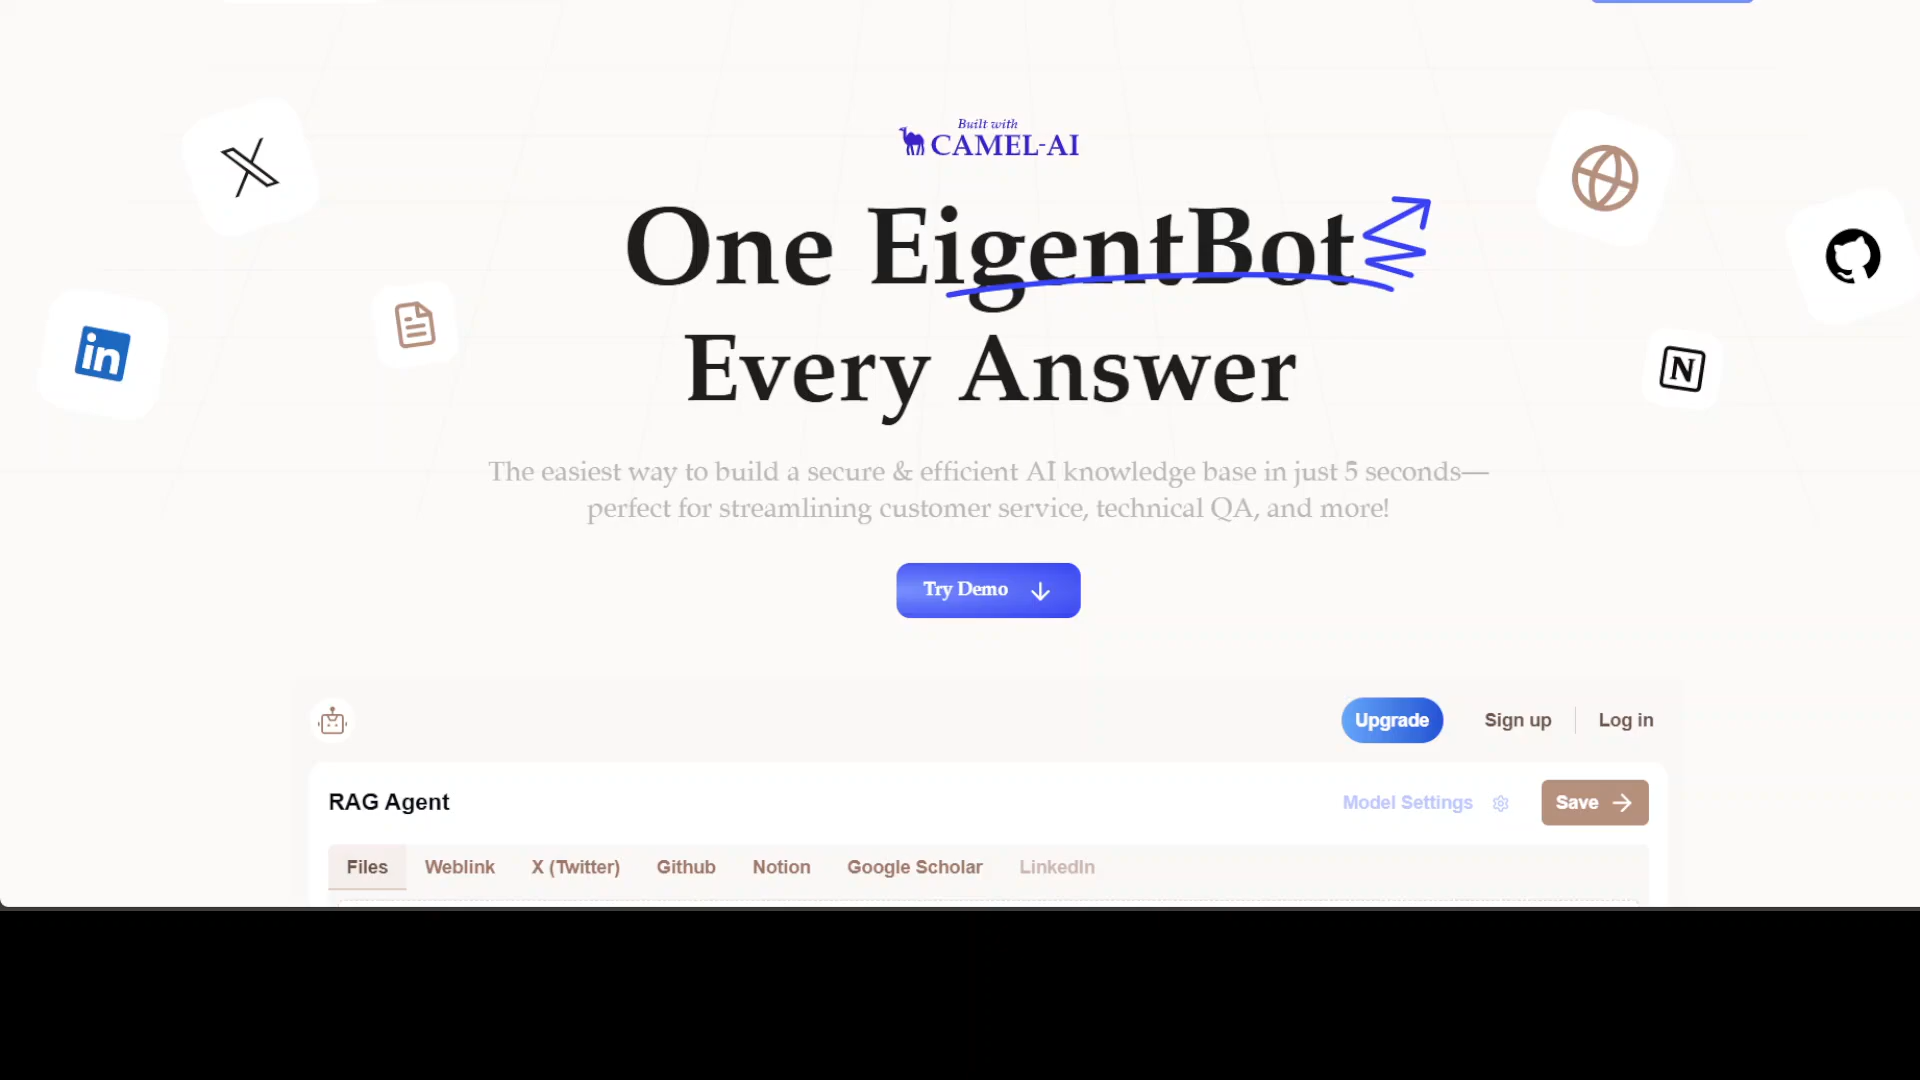 Built with
CAMEL-AI
One EigentBot
Every Answer
The easiest way to build a secure & efficient AI knowledge base in just 5 seconds—
perfect for streamlining customer service, technical QA, and more!
Try Demo
Upgrade Sign up Log in
RAG Agent Model Settings Save
Files Weblink X (Twitter) Github Notion Google Scholar LinkedIn